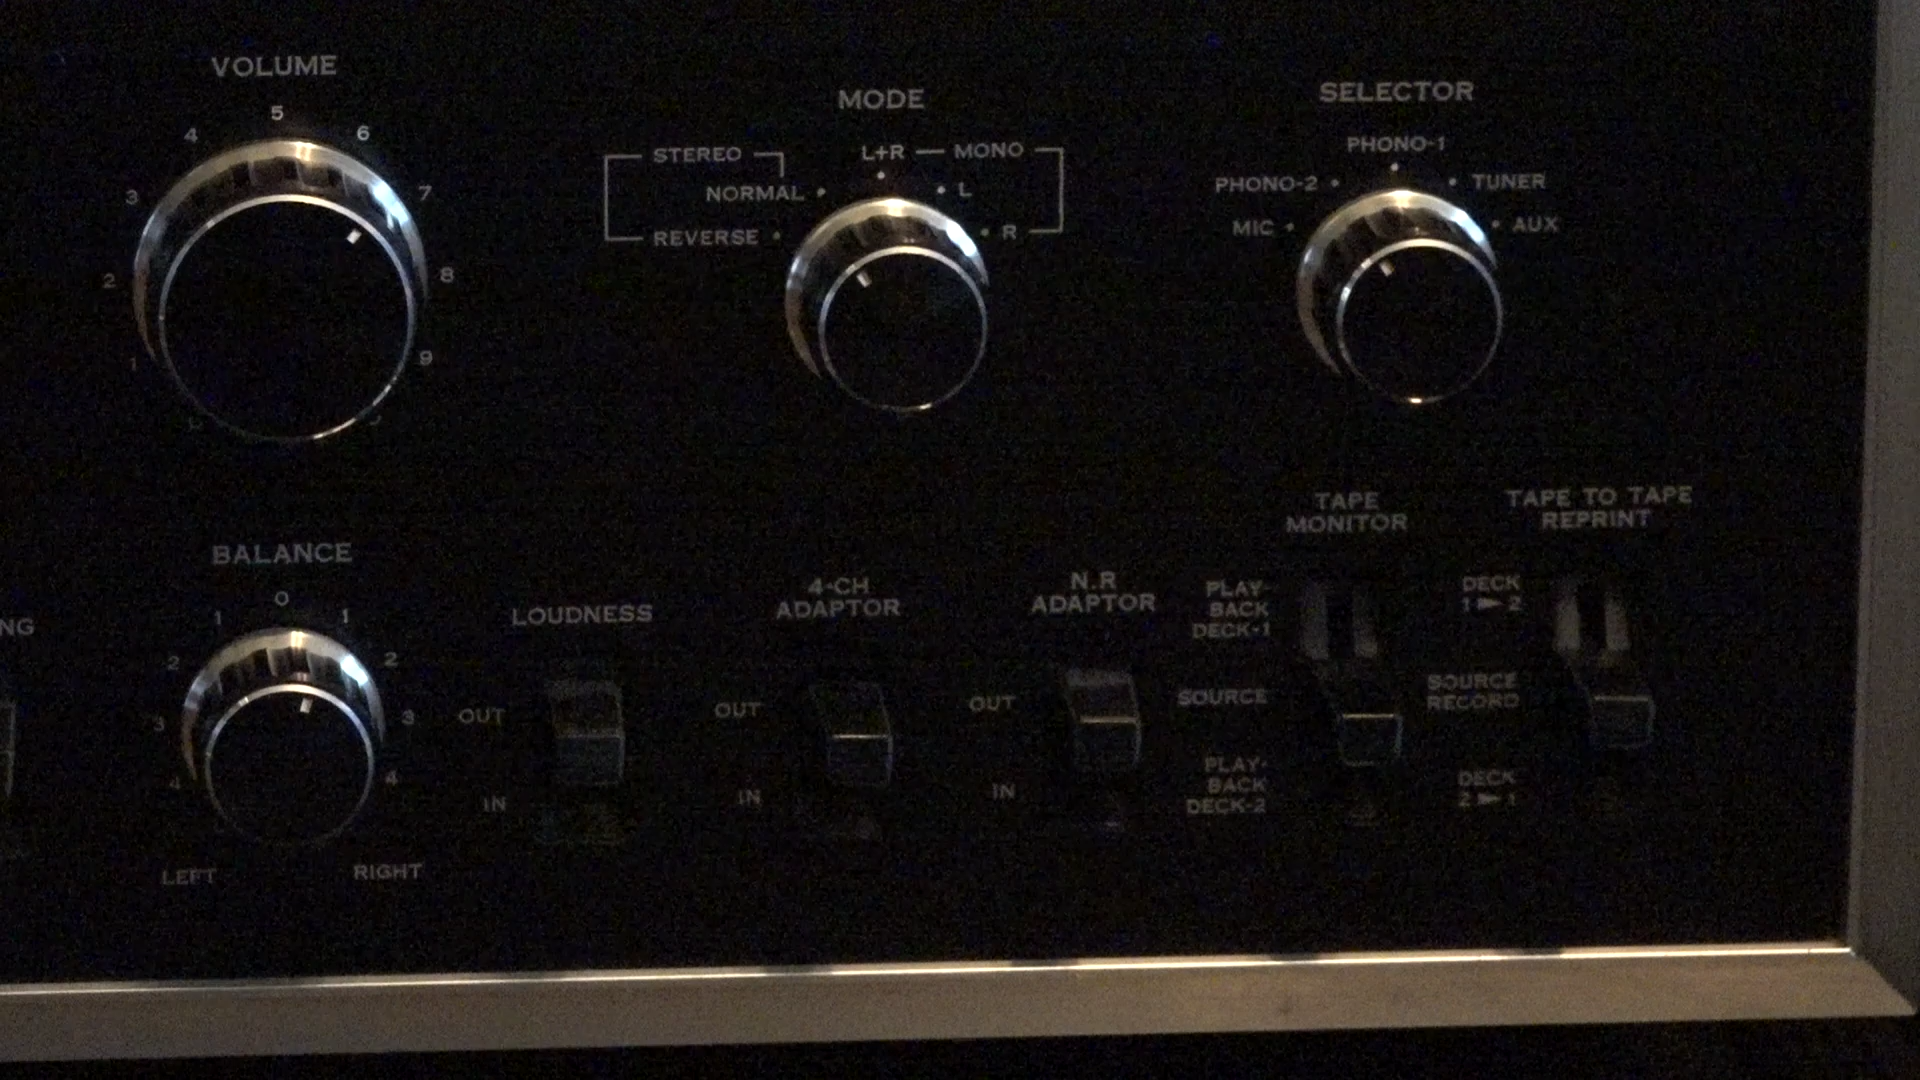 VOLUME
5
4
6
3
7
2
8
1
9
MODE
STEREO
L+R
MONO
NORMAL
L
REVERSE
R
SELECTOR
PHONO-1
PHONO-2
TUNER
MIC
AUX
BALANCE
0
1
1
2
2
3
3
4
4
LEFT
RIGHT
NG
LOUDNESS
OUT
IN
4-CH
ADAPTOR
OUT
IN
N.R
ADAPTOR
OUT
IN
TAPE
MONITOR
PLAY-
BACK
DECK-1
SOURCE
PLAY-
BACK
DECK-2
TAPE TO TAPE
REPRINT
DECK
1 ► 2
SOURCE
RECORD
DECK
2 ► 1